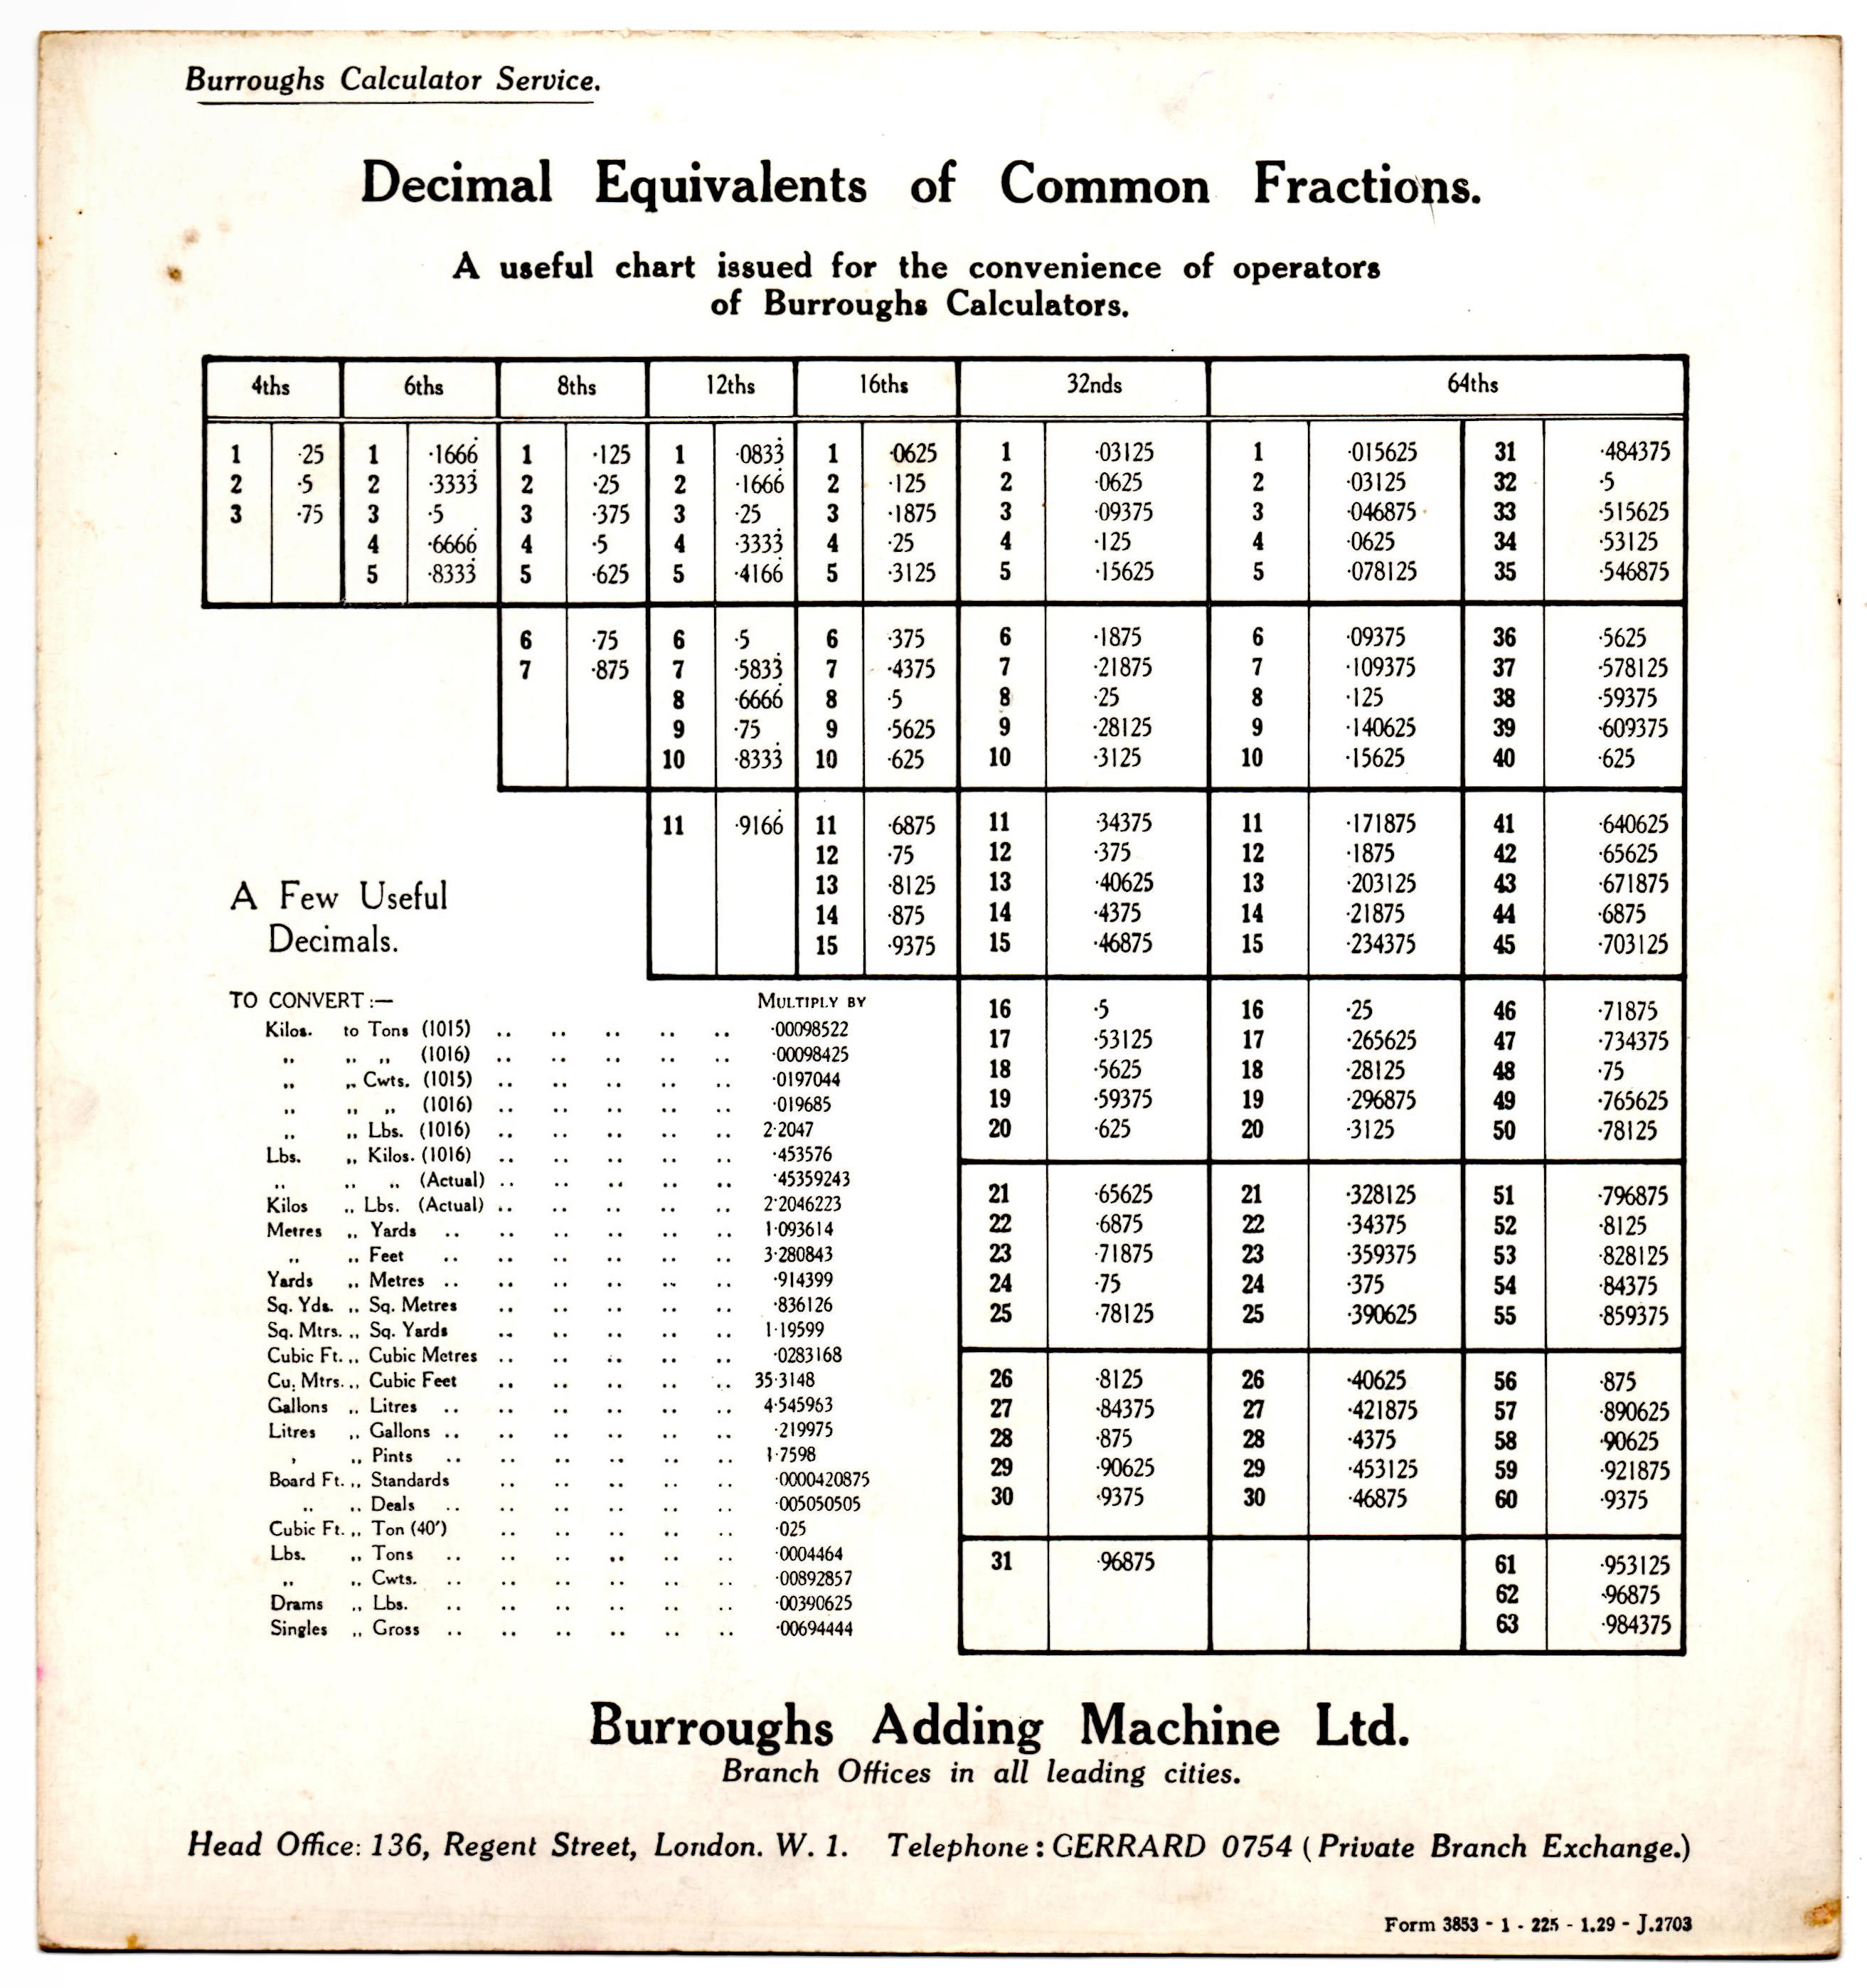 Burroughs Calculator Service.
Decimal Equivalents of Common Fractions.
A useful chart issued for the convenience of operators
of Burroughs Calculators.
4ths 6ths 8ths 12ths 16ths 32nds 64ths
1 ·25 1 ·1666̇ 1 ·125 1 ·0833̇ 1 ·0625 1 ·03125 1 ·015625 31 ·484375
2 ·5 2 ·3333̇ 2 ·25 2 ·1666̇ 2 ·125 2 ·0625 2 ·03125 32 ·5
3 ·75 3 ·5 3 ·375 3 ·25 3 ·1875 3 ·09375 3 ·046875 33 ·515625
4 ·6666̇ 4 ·5 4 ·3333̇ 4 ·25 4 ·125 4 ·0625 34 ·53125
5 ·8333̇ 5 ·625 5 ·4166̇ 5 ·3125 5 ·15625 5 ·078125 35 ·546875
6 ·75 6 ·5 6 ·375 6 ·1875 6 ·09375 36 ·5625
7 ·875 7 ·5833̇ 7 ·4375 7 ·21875 7 ·109375 37 ·578125
8 ·6666̇ 8 ·5 8 ·25 8 ·125 38 ·59375
9 ·75 9 ·5625 9 ·28125 9 ·140625 39 ·609375
10 ·8333̇ 10 ·625 10 ·3125 10 ·15625 40 ·625
11 ·9166̇ 11 ·6875 11 ·34375 11 ·171875 41 ·640625
12 ·75 12 ·375 12 ·1875 42 ·65625
13 ·8125 13 ·40625 13 ·203125 43 ·671875
14 ·875 14 ·4375 14 ·21875 44 ·6875
15 ·9375 15 ·46875 15 ·234375 45 ·703125
16 ·5 16 ·25 46 ·71875
17 ·53125 17 ·265625 47 ·734375
18 ·5625 18 ·28125 48 ·75
19 ·59375 19 ·296875 49 ·765625
20 ·625 20 ·3125 50 ·78125
21 ·65625 21 ·328125 51 ·796875
22 ·6875 22 ·34375 52 ·8125
23 ·71875 23 ·359375 53 ·828125
24 ·75 24 ·375 54 ·84375
25 ·78125 25 ·390625 55 ·859375
26 ·8125 26 ·40625 56 ·875
27 ·84375 27 ·421875 57 ·890625
28 ·875 28 ·4375 58 ·90625
29 ·90625 29 ·453125 59 ·921875
30 ·9375 30 ·46875 60 ·9375
31 ·96875 61 ·953125
62 ·96875
63 ·984375
A Few Useful
Decimals.
TO CONVERT :— MULTIPLY BY
Kilos. to Tons (1015) .. .. .. .. .. ·00098522
,, ,, ,, (1016) .. .. .. .. .. ·00098425
,, ,, Cwts. (1015) .. .. .. .. .. ·0197044
,, ,, ,, (1016) .. .. .. .. .. ·019685
,, ,, Lbs. (1016) .. .. .. .. .. 2·2047
Lbs. ,, Kilos. (1016) .. .. .. .. .. ·453576
,, ,, ,, (Actual) .. .. .. .. .. ·45359243
Kilos ,, Lbs. (Actual) .. .. .. .. .. 2·2046223
Metres ,, Yards .. .. .. .. .. .. 1·093614
,, ,, Feet .. .. .. .. .. .. 3·280843
Yards ,, Metres .. .. .. .. .. .. ·914399
Sq. Yds. ,, Sq. Metres .. .. .. .. .. ·836126
Sq. Mtrs. ,, Sq. Yards .. .. .. .. .. 1·19599
Cubic Ft. ,, Cubic Metres .. .. .. .. .. ·0283168
Cu. Mtrs. ,, Cubic Feet .. .. .. .. .. 35·3148
Gallons ,, Litres .. .. .. .. .. .. 4·545963
Litres ,, Gallons .. .. .. .. .. .. ·219975
, ,, Pints .. .. .. .. .. .. 1·7598
Board Ft. ,, Standards .. .. .. .. .. ·0000420875
,, ,, Deals .. .. .. .. .. .. ·005050505
Cubic Ft. ,, Ton (40′) .. .. .. .. .. ·025
Lbs. ,, Tons .. .. .. .. .. .. ·0004464
,, ,, Cwts. .. .. .. .. .. .. ·00892857
Drams ,, Lbs. .. .. .. .. .. .. ·00390625
Singles ,, Gross .. .. .. .. .. .. ·00694444
Burroughs Adding Machine Ltd.
Branch Offices in all leading cities.
Head Office: 136, Regent Street, London. W. 1. Telephone: GERRARD 0754 (Private Branch Exchange.)
Form 3853 - 1 - 225 - 1.29 - J.2703